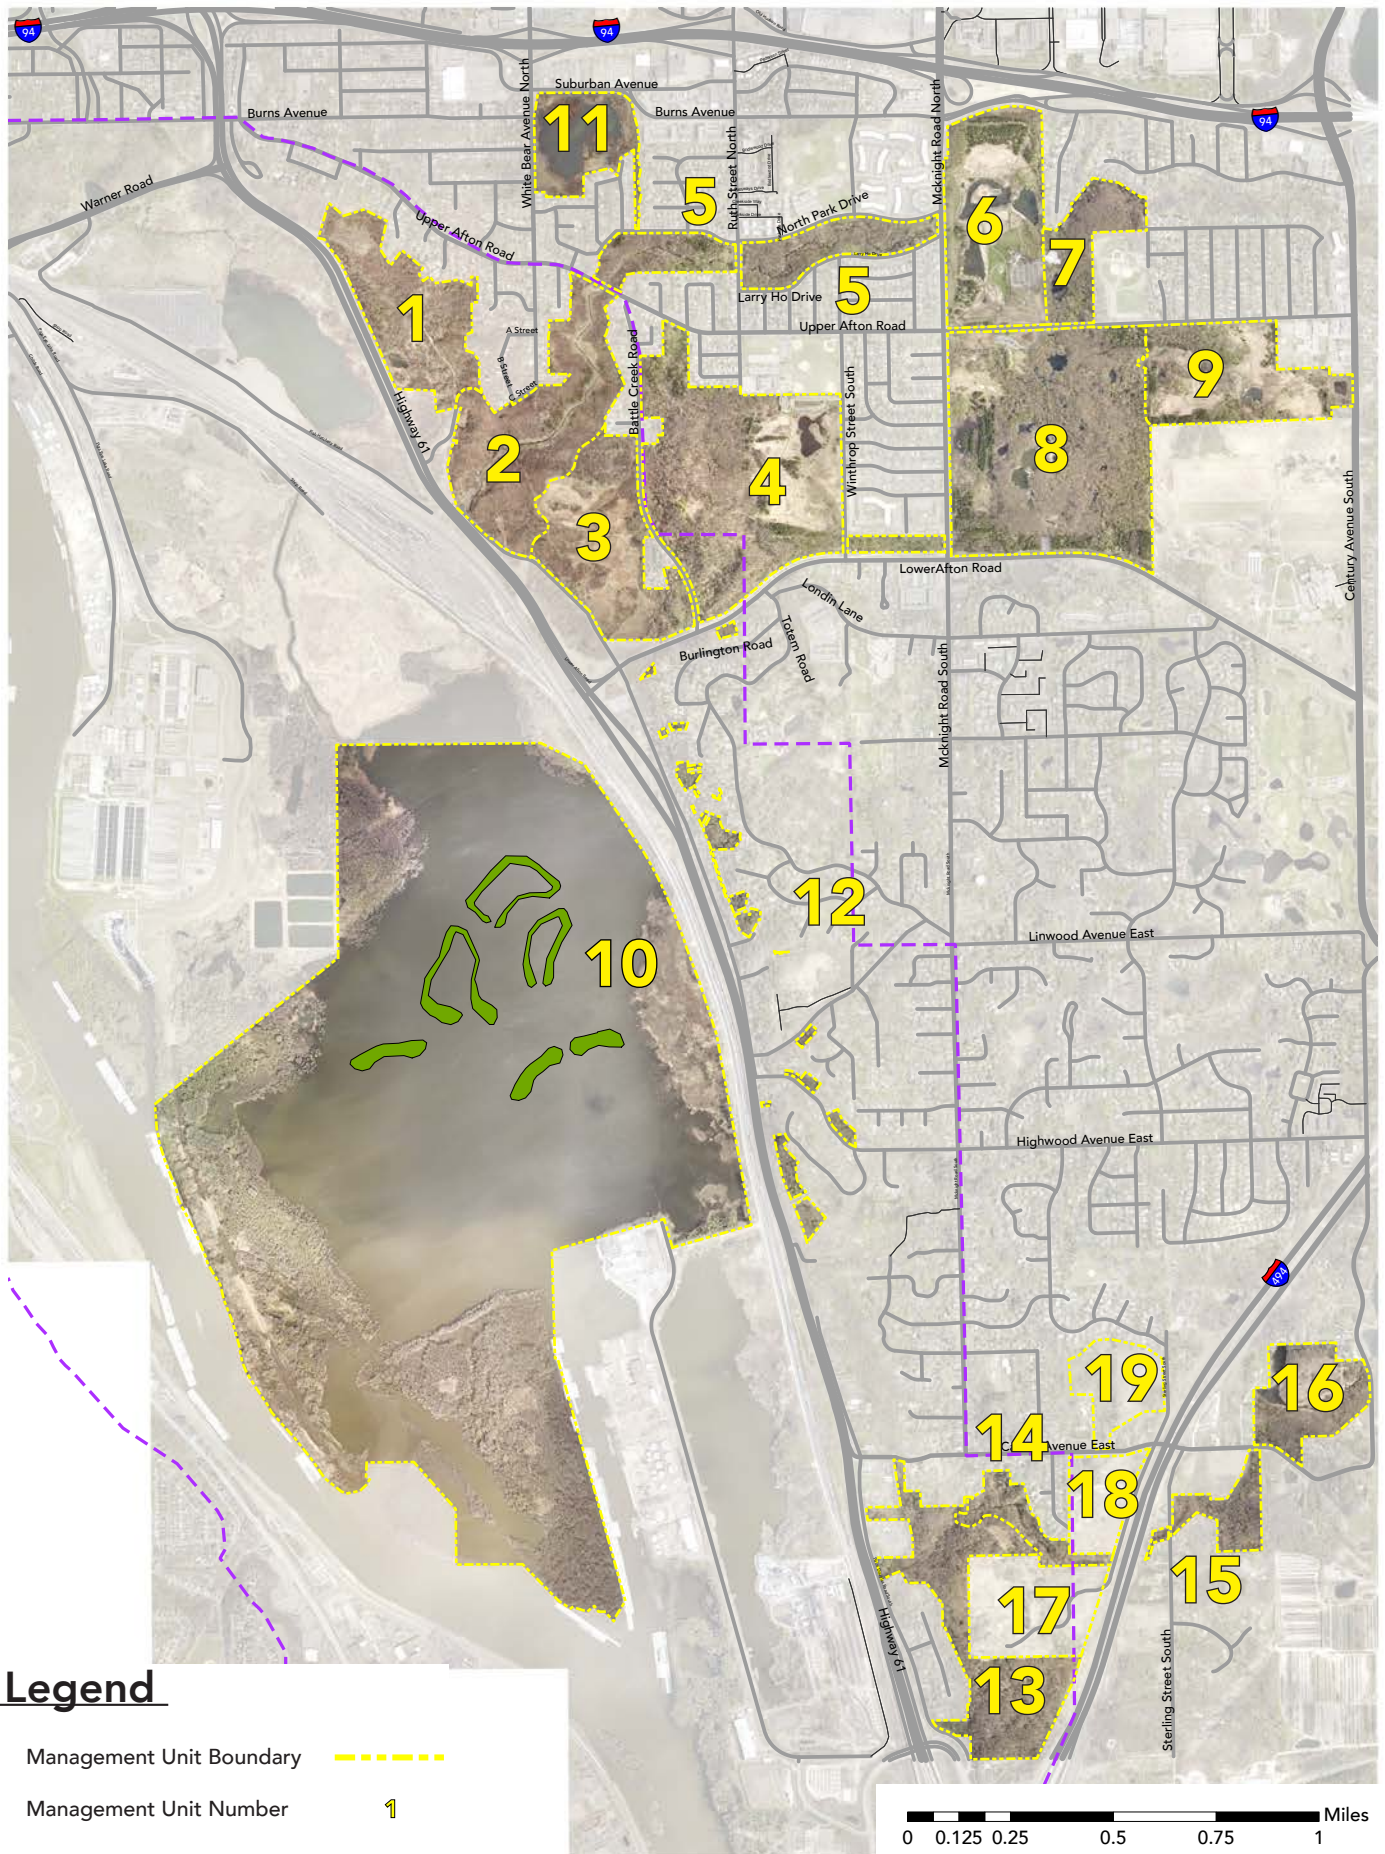 94
94
Suburban Avenue
Burns Avenue
11
Burns Avenue
94
White Bear Avenue North
Ruth Street North
Mcknight Road North
Warner Road
5
North Park Drive
6
Upper Afton Road
7
1
Larry Ho Drive
5
Larry Ho Drive
A Street
Upper Afton Road
B Street
C Street
Battle Creek Road
9
Highway 61
Winthrop Street South
2
8
4
3
Century Avenue South
LowerAfton Road
Londin Lane
Totem Road
Burlington Road
Mcknight Road South
12
10
Linwood Avenue East
Highwood Avenue East
494
19
16
14
Avenue East
18
15
17
Highway 61
13
Sterling Street South
Legend
Management Unit Boundary
Management Unit Number 1
Miles
0 0.125 0.25 0.5 0.75 1